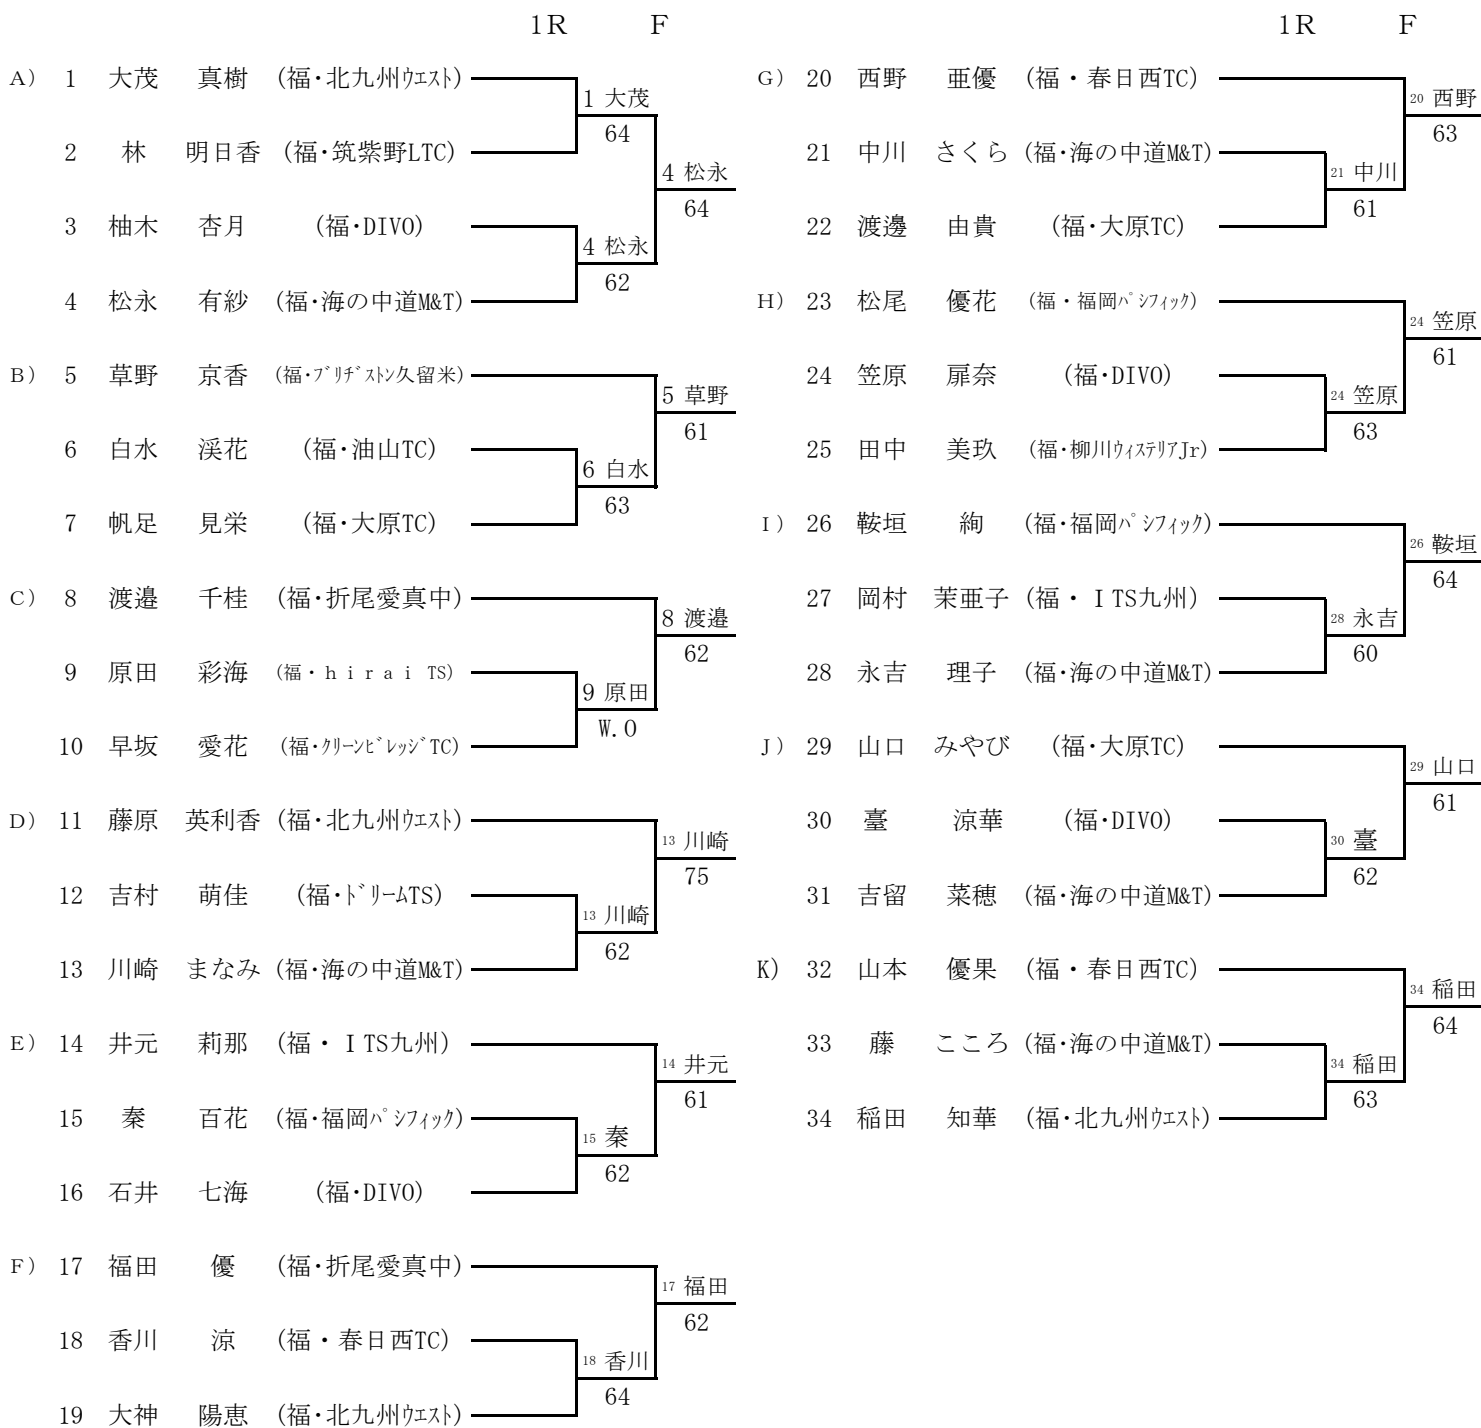 1R F
A) 1 大茂 真樹 (福・北九州ウエスト)
1 大茂
64
2 林 明日香 (福・筑紫野LTC)
4 松永
64
3 柚木 杏月 (福・DIVO)
4 松永
62
4 松永 有紗 (福・海の中道M&T)
B) 5 草野 京香 (福・ブリヂストン久留米)
5 草野
61
6 白水 渓花 (福・油山TC)
6 白水
63
7 帆足 見栄 (福・大原TC)
C) 8 渡邉 千桂 (福・折尾愛真中)
8 渡邉
62
9 原田 彩海 (福・hirai TS)
9 原田
W.O
10 早坂 愛花 (福・グリーンビレッジTC)
D) 11 藤原 英利香 (福・北九州ウエスト)
13 川崎
75
12 吉村 萌佳 (福・ドリームTS)
13 川崎
62
13 川崎 まなみ (福・海の中道M&T)
E) 14 井元 莉那 (福・ITS九州)
14 井元
61
15 秦 百花 (福・福岡パシフィック)
15 秦
62
16 石井 七海 (福・DIVO)
F) 17 福田 優 (福・折尾愛真中)
17 福田
62
18 香川 涼 (福・春日西TC)
18 香川
64
19 大神 陽恵 (福・北九州ウエスト)
1R F
G) 20 西野 亜優 (福・春日西TC)
20 西野
63
21 中川 さくら (福・海の中道M&T)
21 中川
61
22 渡邊 由貴 (福・大原TC)
H) 23 松尾 優花 (福・福岡パシフィック)
24 笠原
61
24 笠原 扉奈 (福・DIVO)
24 笠原
63
25 田中 美玖 (福・柳川ウィステリアJr)
I) 26 鞍垣 絢 (福・福岡パシフィック)
26 鞍垣
64
27 岡村 茉亜子 (福・ITS九州)
28 永吉
60
28 永吉 理子 (福・海の中道M&T)
J) 29 山口 みやび (福・大原TC)
29 山口
61
30 臺 涼華 (福・DIVO)
30 臺
62
31 吉留 菜穂 (福・海の中道M&T)
K) 32 山本 優果 (福・春日西TC)
34 稲田
64
33 藤 こころ (福・海の中道M&T)
34 稲田
63
34 稲田 知華 (福・北九州ウエスト)